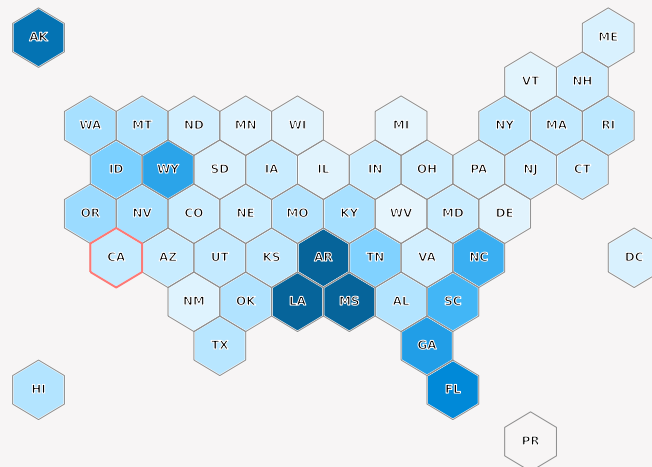 AK
ME
VT NH
WA MT ND MN WI MI NY MA RI
ID WY SD IA IL IN OH PA NJ CT
OR NV CO NE MO KY WV MD DE
CA AZ UT KS AR TN VA NC DC
NM OK LA MS AL SC
TX GA
HI FL
PR